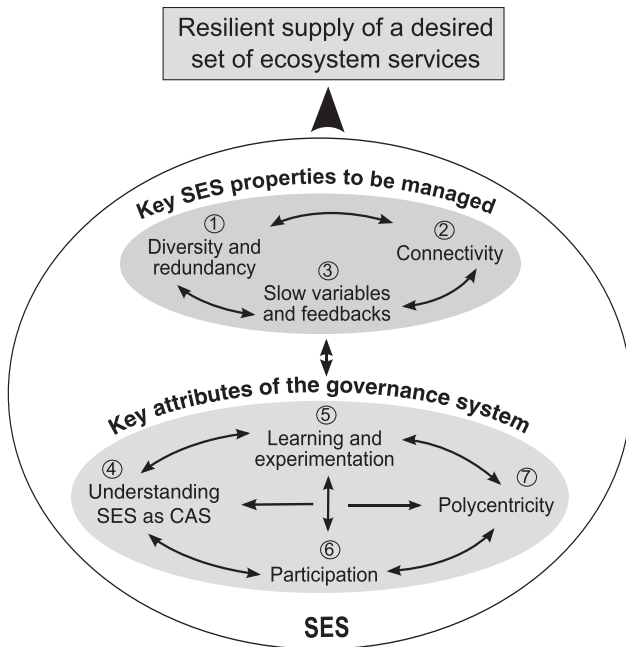 Resilient supply of a desired
set of ecosystem services
Key SES properties to be managed
①
Diversity and
redundancy
②
Connectivity
③
Slow variables
and feedbacks
Key attributes of the governance system
④
Understanding
SES as CAS
⑤
Learning and
experimentation
⑦
Polycentricity
⑥
Participation
SES